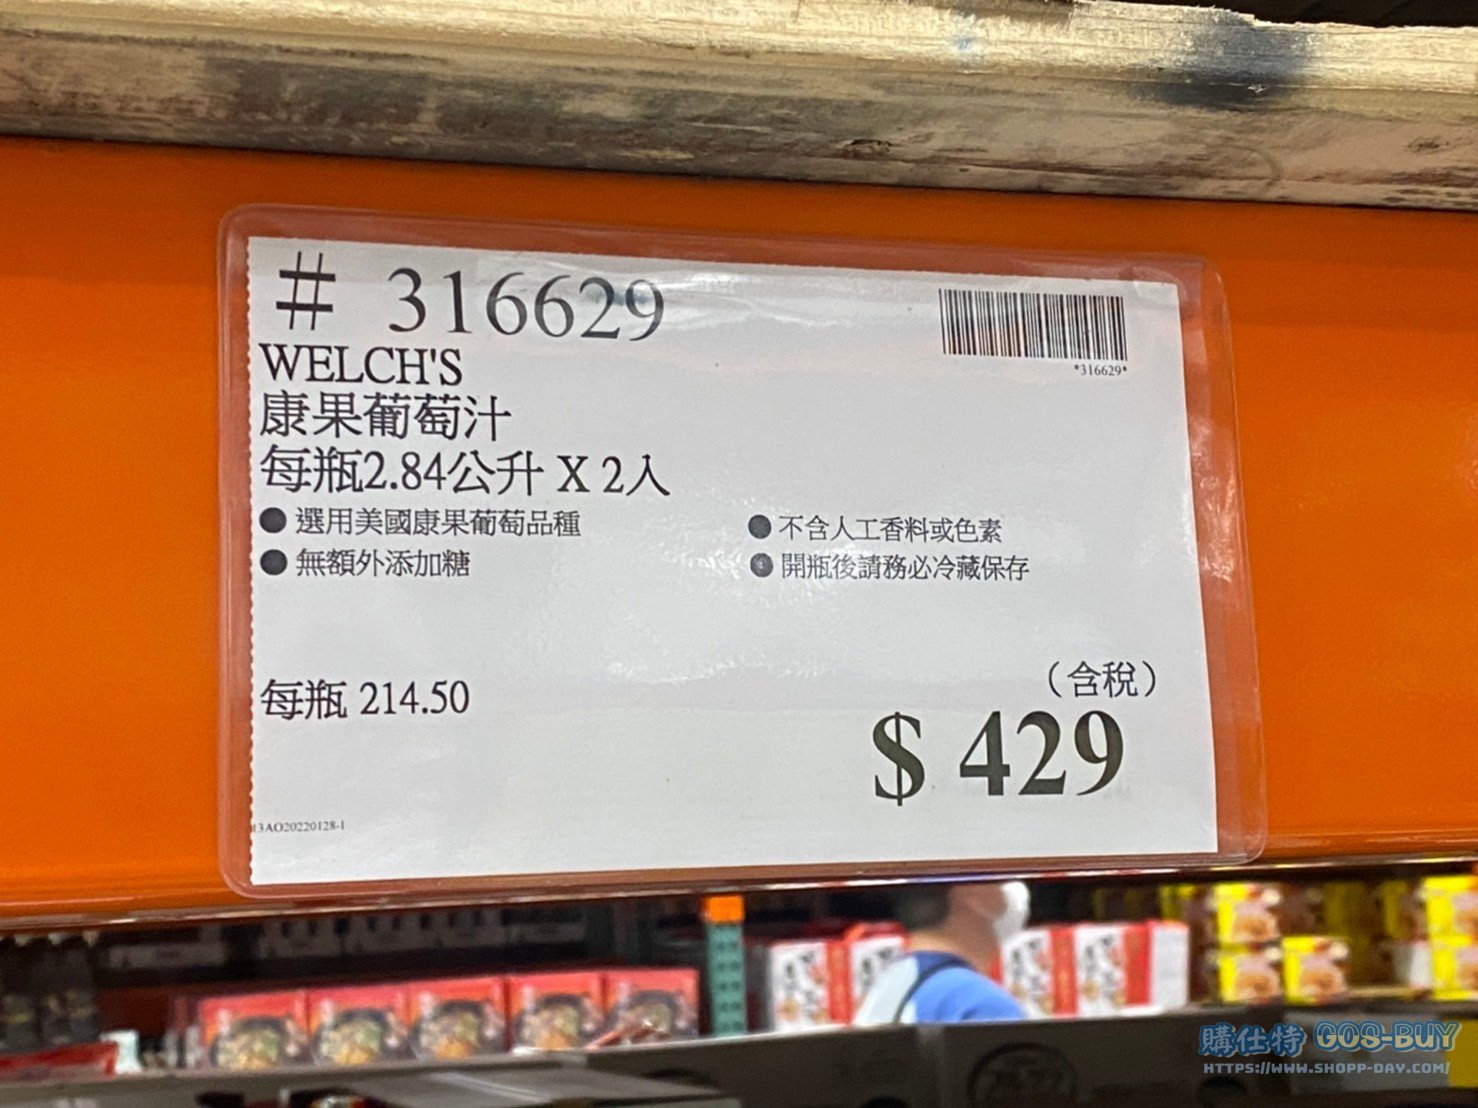 # 316629
*316629*
WELCH'S
康果葡萄汁
每瓶2.84公升 X 2入
● 選用美國康果葡萄品種
● 不含人工香料或色素
● 無額外添加糖
● 開瓶後請務必冷藏保存
每瓶 214.50
(含稅)
$ 429
13AO20220128-1
購仕特 GOS-BUY
HTTPS://WWW.SHOPP-DAY.COM/